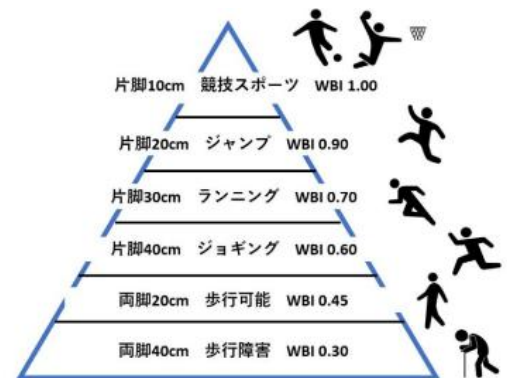 片脚10cm 競技スポーツ WBI 1.00
片脚20cm ジャンプ WBI 0.90
片脚30cm ランニング WBI 0.70
片脚40cm ジョギング WBI 0.60
両脚20cm 歩行可能 WBI 0.45
両脚40cm 歩行障害 WBI 0.30